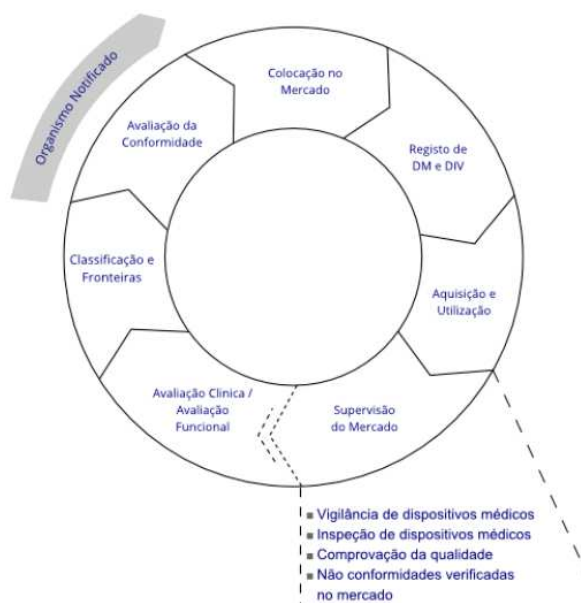 Organismo Notificado
Colocação no
Mercado
Avaliação da
Conformidade
Registo de
DM e DIV
Classificação e
Fronteiras
Aquisição e
Utilização
Avaliação Clinica /
Avaliação
Funcional
Supervisão
do Mercado
Vigilância de dispositivos médicos
Inspeção de dispositivos médicos
Comprovação da qualidade
Não conformidades verificadas
no mercado